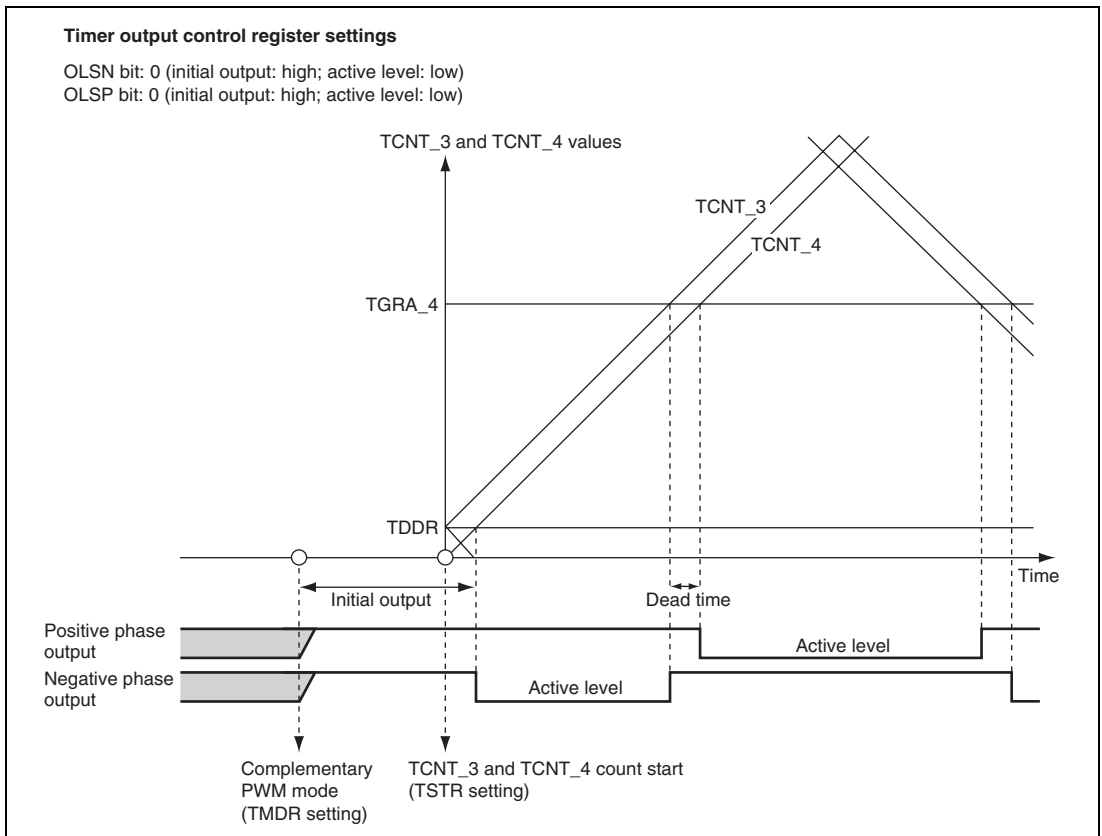 Timer output control register settings
OLSN bit: 0 (initial output: high; active level: low)
OLSP bit: 0 (initial output: high; active level: low)
TCNT_3 and TCNT_4 values
TCNT_3
TCNT_4
TGRA_4
TDDR
Time
Initial output
Dead time
Positive phase
output
Active level
Negative phase
output
Active level
Complementary
PWM mode
(TMDR setting)
TCNT_3 and TCNT_4 count start
(TSTR setting)